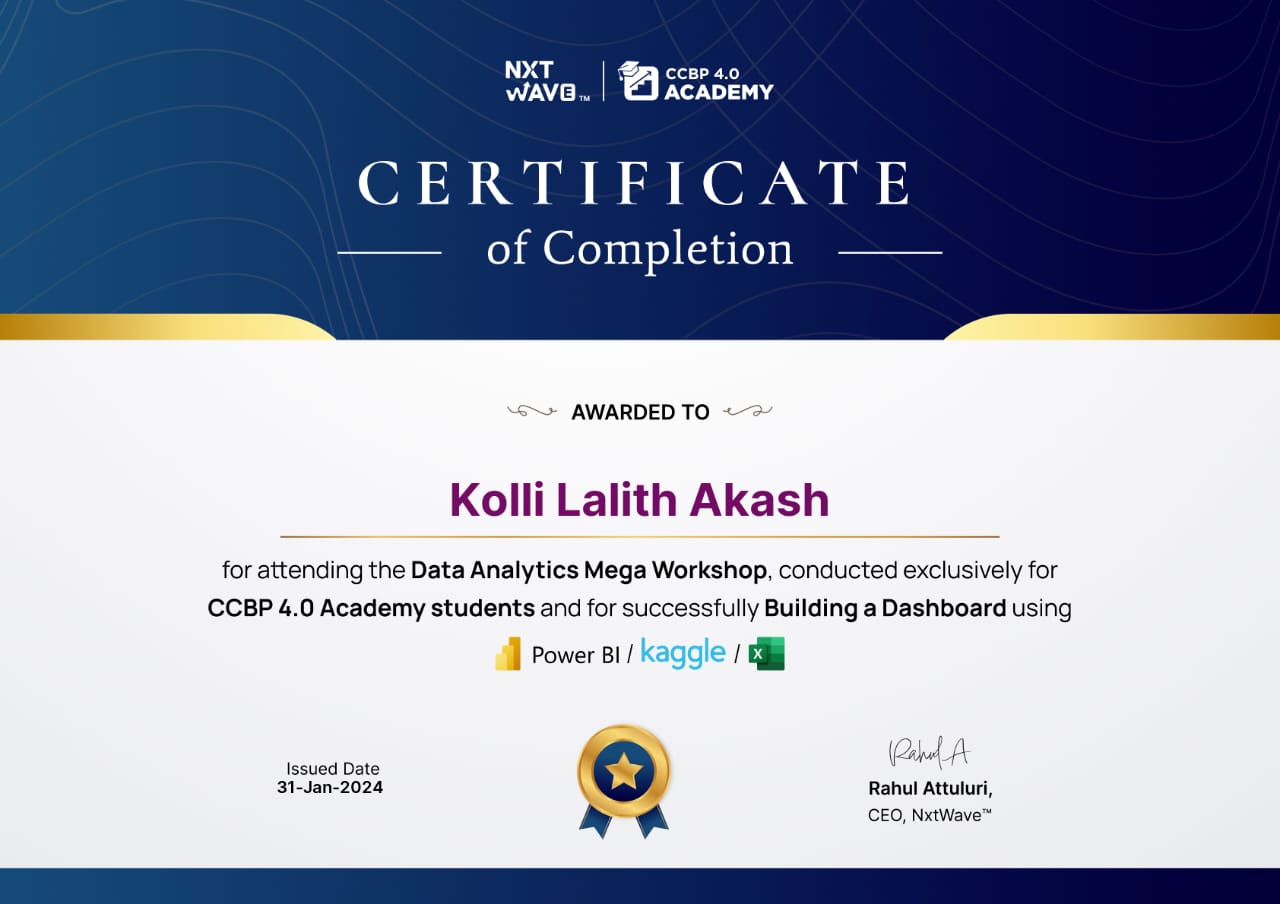 NXT
WAVE™
CCBP 4.0
ACADEMY
CERTIFICATE
of Completion
AWARDED TO
Kolli Lalith Akash
for attending the Data Analytics Mega Workshop, conducted exclusively for
CCBP 4.0 Academy students and for successfully Building a Dashboard using
Power BI / kaggle / X
Issued Date
31-Jan-2024
Rahul A
Rahul Attuluri,
CEO, NxtWave™